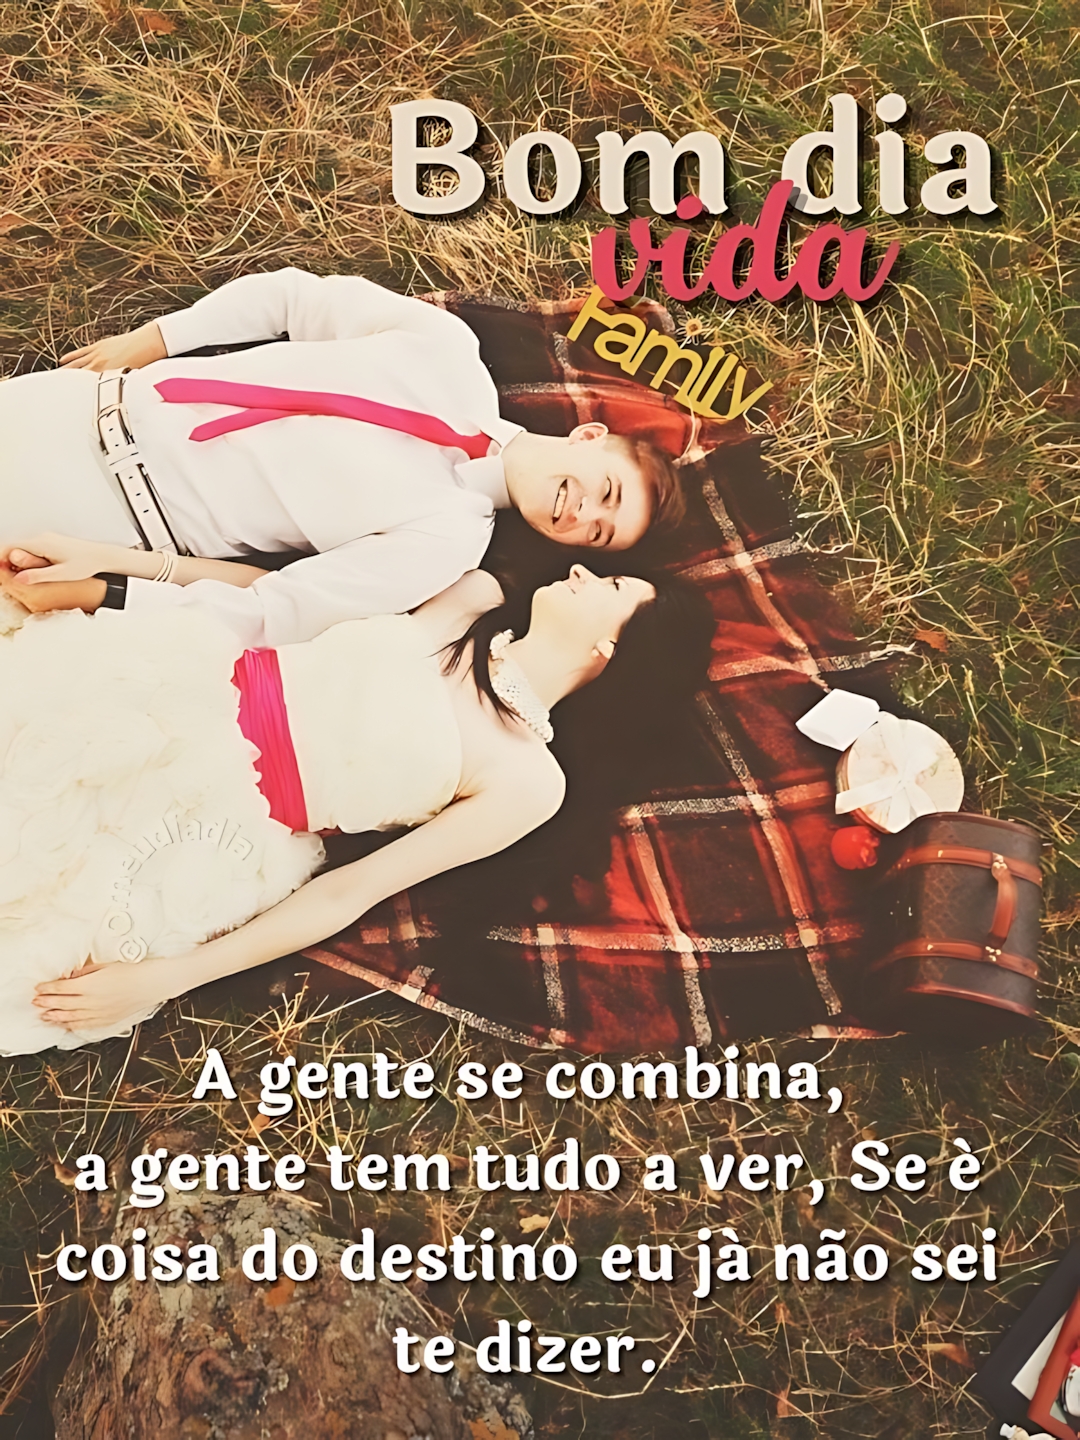 Bom dia
vida
Family
@Omeudiadia
A gente se combina,
a gente tem tudo a ver, Se è
coisa do destino eu jà não sei
te dizer.